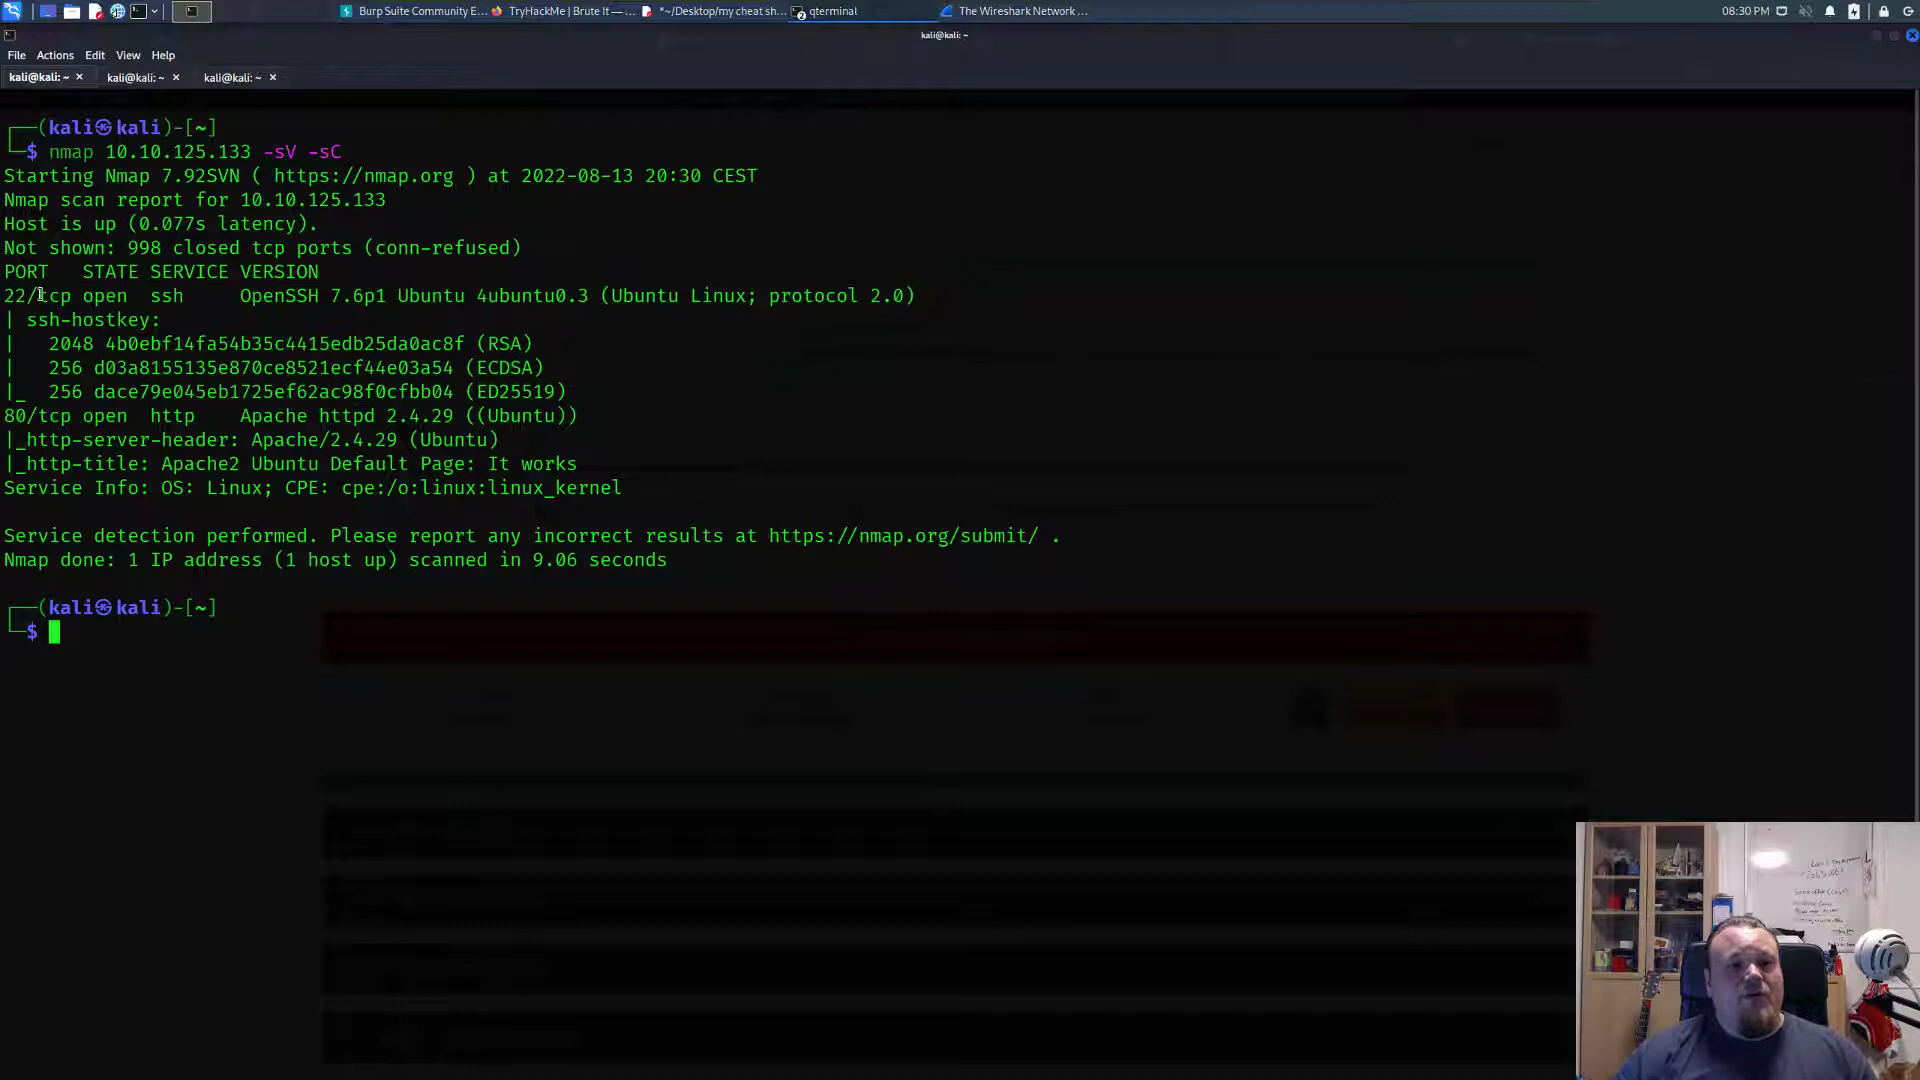 Burp Suite Community E... TryHackMe | Brute It — ... *~/Desktop/my cheat sh... qterminal The Wireshark Network ... 08:30 PM
kali@kali: ~
File Actions Edit View Help
kali@kali: ~ kali@kali: ~ kali@kali: ~
┌──(kali㉿kali)-[~]
└─$ nmap 10.10.125.133 -sV -sC
Starting Nmap 7.92SVN ( https://nmap.org ) at 2022-08-13 20:30 CEST
Nmap scan report for 10.10.125.133
Host is up (0.077s latency).
Not shown: 998 closed tcp ports (conn-refused)
PORT   STATE SERVICE VERSION
22/tcp open  ssh     OpenSSH 7.6p1 Ubuntu 4ubuntu0.3 (Ubuntu Linux; protocol 2.0)
| ssh-hostkey:
|   2048 4b0ebf14fa54b35c4415edb25da0ac8f (RSA)
|   256 d03a8155135e870ce8521ecf44e03a54 (ECDSA)
|_  256 dace79e045eb1725ef62ac98f0cfbb04 (ED25519)
80/tcp open  http    Apache httpd 2.4.29 ((Ubuntu))
|_http-server-header: Apache/2.4.29 (Ubuntu)
|_http-title: Apache2 Ubuntu Default Page: It works
Service Info: OS: Linux; CPE: cpe:/o:linux:linux_kernel
Service detection performed. Please report any incorrect results at https://nmap.org/submit/ .
Nmap done: 1 IP address (1 host up) scanned in 9.06 seconds
┌──(kali㉿kali)-[~]
└─$